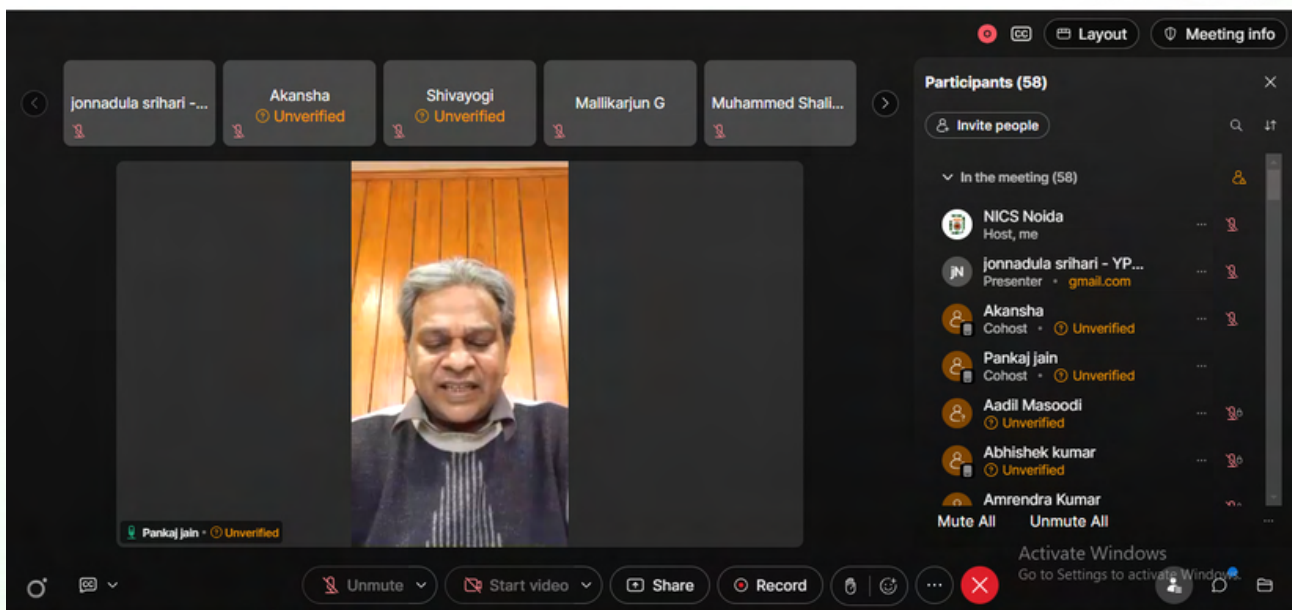 CC Layout Meeting info
jonnadula srihari -...
Akansha
Unverified
Shivayogi
Unverified
Mallikarjun G
Muhammed Shali...
Pankaj jain • Unverified
Participants (58)
Invite people
In the meeting (58)
NICS Noida
Host, me
jN
jonnadula srihari - YP...
Presenter • gmail.com
Akansha
Cohost • Unverified
Pankaj jain
Cohost • Unverified
Aadil Masoodi
Unverified
Abhishek kumar
Unverified
Amrendra Kumar
Mute All Unmute All
Activate Windows
Go to Settings to activate Windows.
CC Unmute Start video Share Record